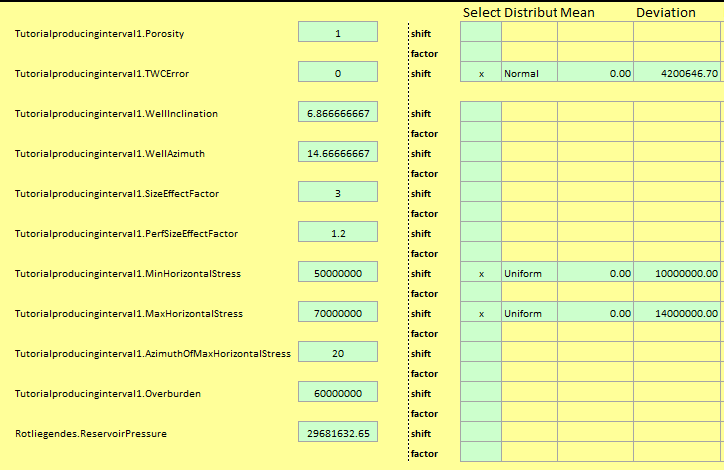 Select Distribut Mean Deviation
Tutorialproducinginterval1.Porosity 1 shift
factor
Tutorialproducinginterval1.TWCError 0 shift x Normal 0.00 4200646.70
Tutorialproducinginterval1.WellInclination 6.866666667 shift
factor
Tutorialproducinginterval1.WellAzimuth 14.66666667 shift
factor
Tutorialproducinginterval1.SizeEffectFactor 3 shift
factor
Tutorialproducinginterval1.PerfSizeEffectFactor 1.2 shift
factor
Tutorialproducinginterval1.MinHorizontalStress 50000000 shift x Uniform 0.00 10000000.00
factor
Tutorialproducinginterval1.MaxHorizontalStress 70000000 shift x Uniform 0.00 14000000.00
factor
Tutorialproducinginterval1.AzimuthOfMaxHorizontalStress 20 shift
factor
Tutorialproducinginterval1.Overburden 60000000 shift
factor
Rotliegendes.ReservoirPressure 29681632.65 shift
factor